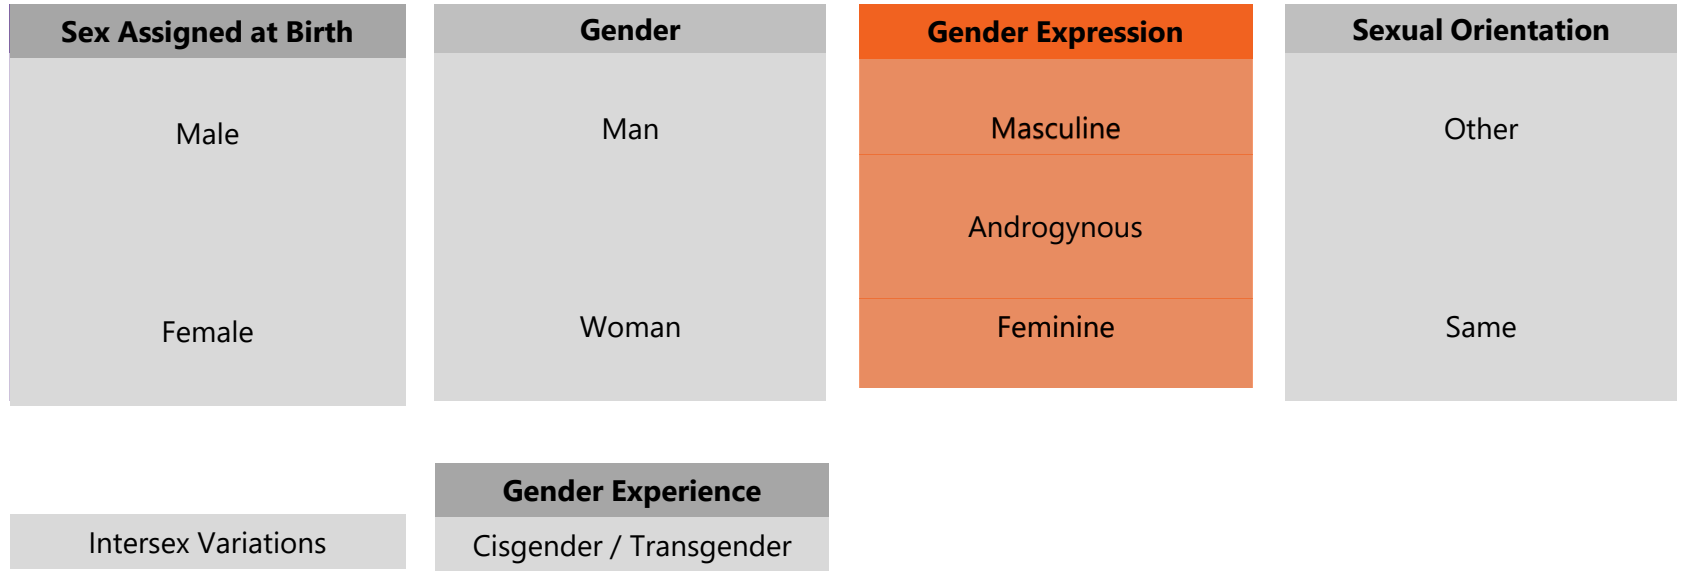 Sex Assigned at Birth
Male
Female
Gender
Man
Woman
Gender Expression
Masculine
Androgynous
Feminine
Sexual Orientation
Other
Same
Intersex Variations
Gender Experience
Cisgender / Transgender